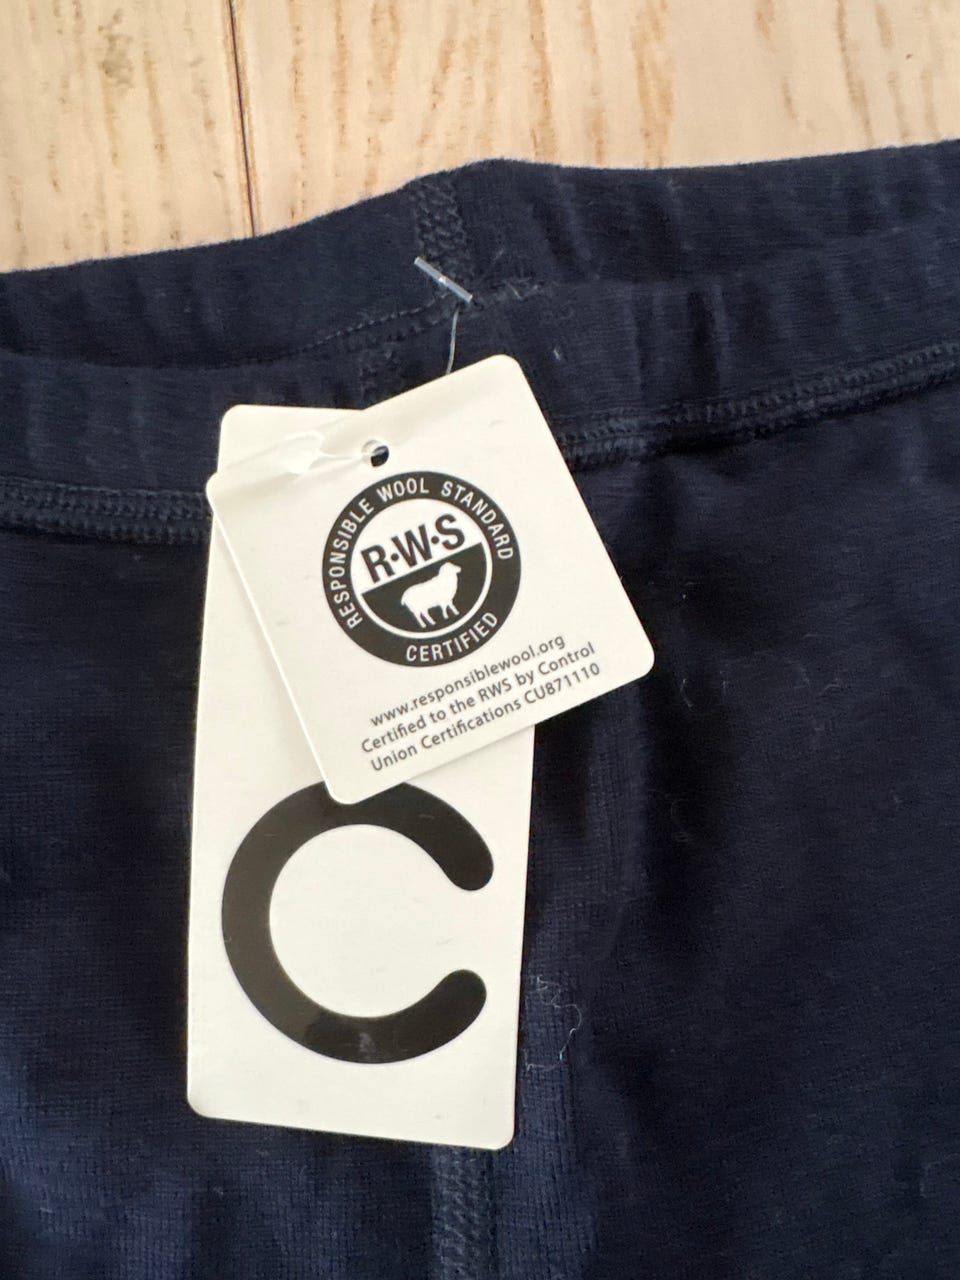 RESPONSIBLE WOOL STANDARD
R·W·S
CERTIFIED
www.responsiblewool.org
Certified to the RWS by Control
Union Certifications CU871110
C